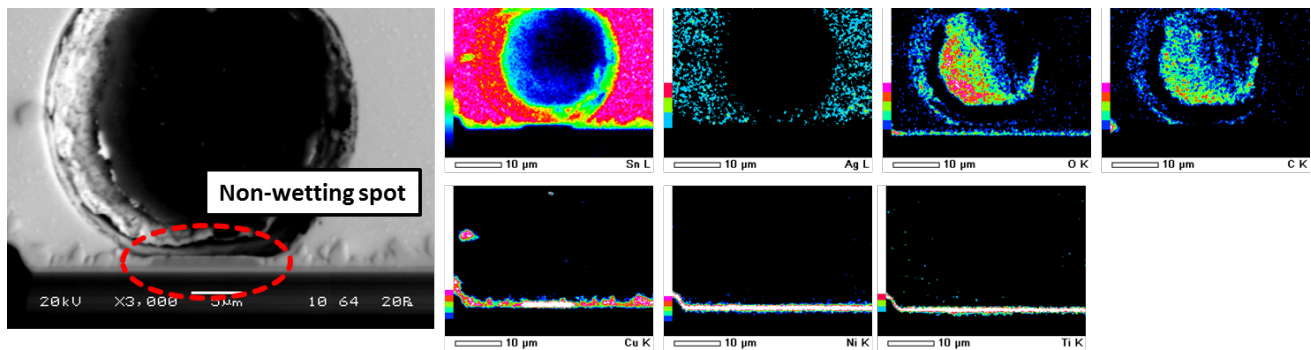 Non-wetting spot
20kV X3,000 5µm 10 64 20R
10 µm Sn L
10 µm Ag L
10 µm O K
10 µm C K
10 µm Cu K
10 µm Ni K
10 µm Ti K